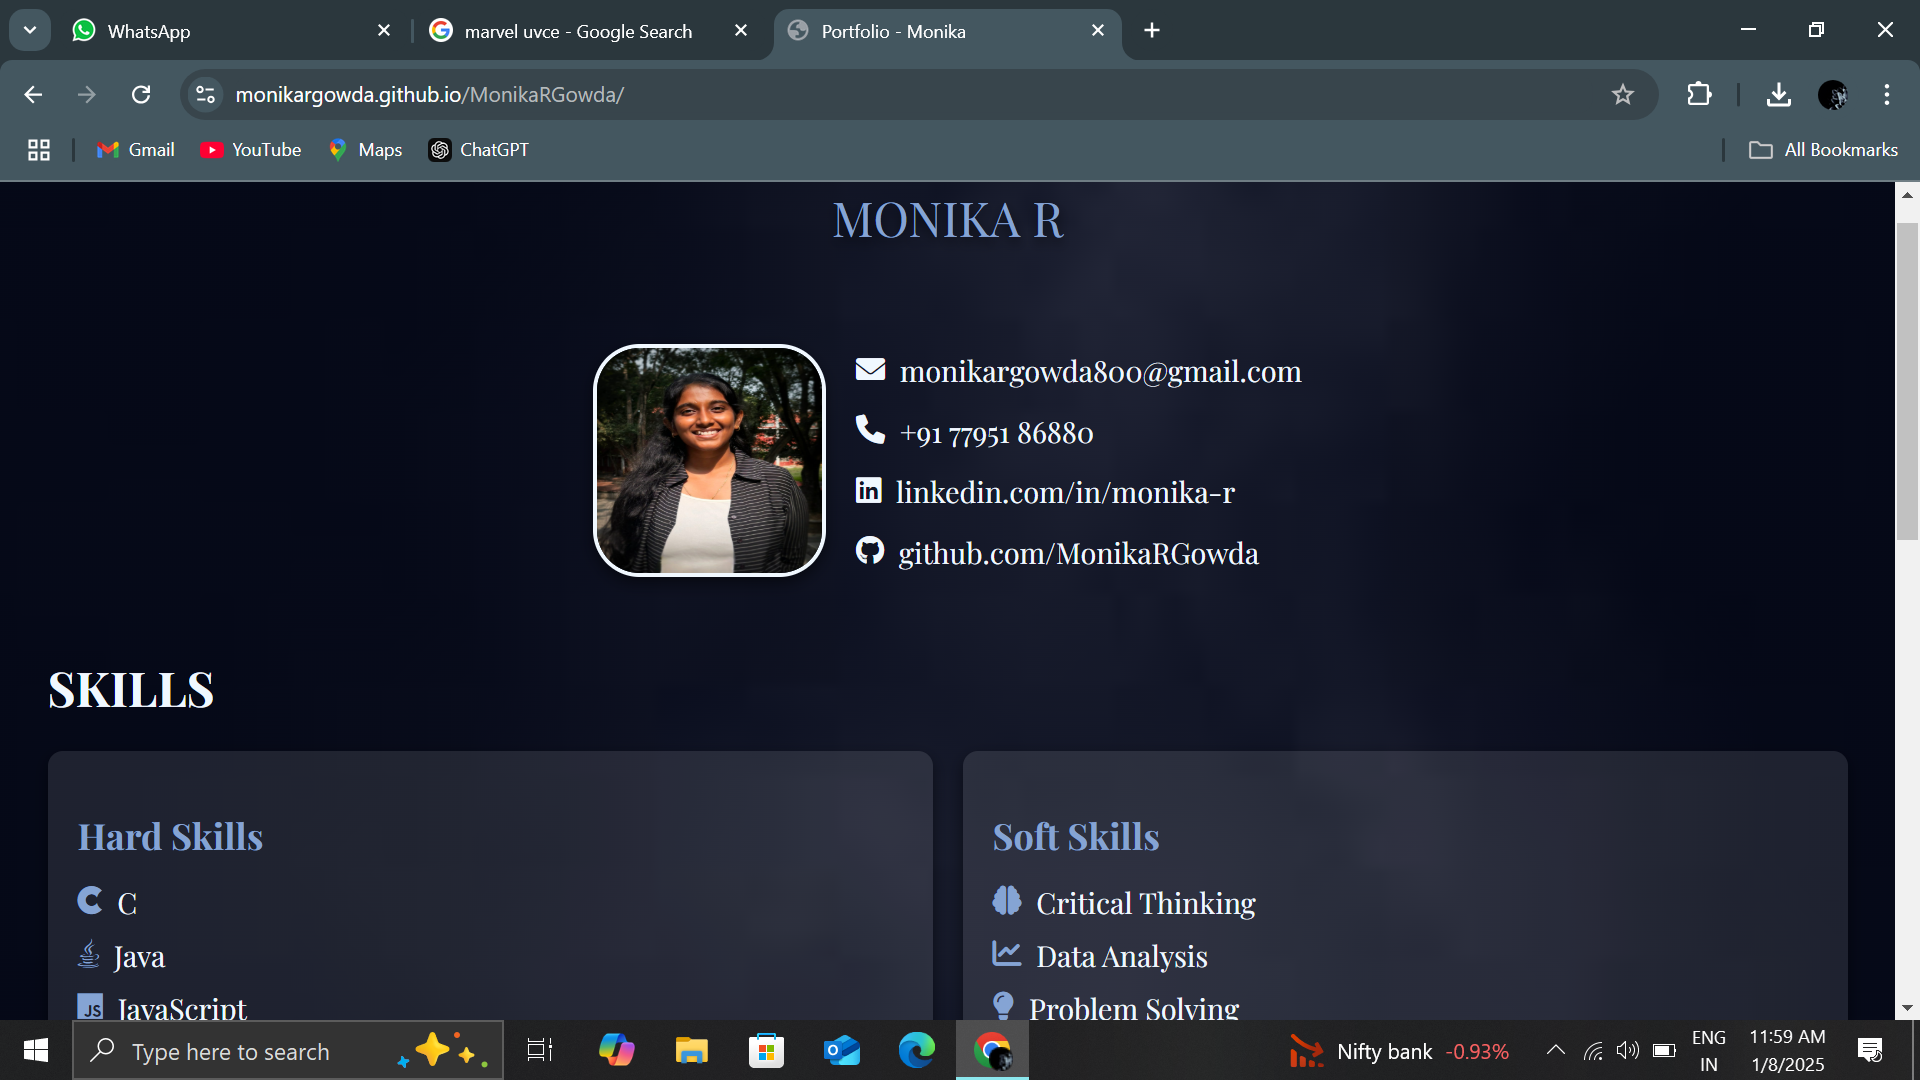 WhatsApp
marvel uvce - Google Search
Portfolio - Monika
monikargowda.github.io/MonikaRGowda/
Gmail
YouTube
Maps
ChatGPT
All Bookmarks
MONIKA R
monikargowda800@gmail.com
+91 77951 86880
linkedin.com/in/monika-r
github.com/MonikaRGowda
SKILLS
Hard Skills
C
Java
JS JavaScript
Soft Skills
Critical Thinking
Data Analysis
Problem Solving
Type here to search
Nifty bank -0.93%
ENG
IN
11:59 AM
1/8/2025